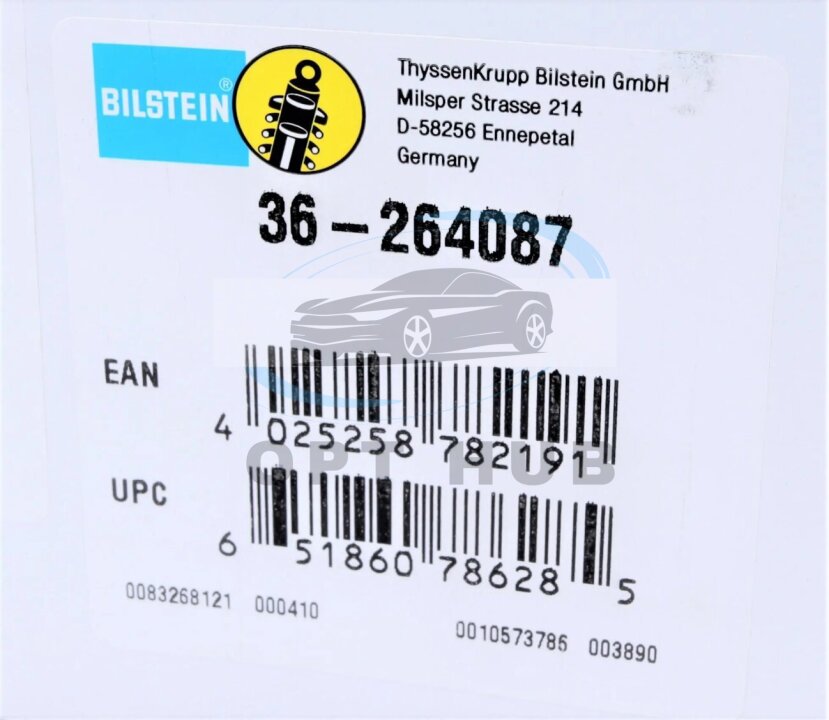 BILSTEIN®
ThyssenKrupp Bilstein GmbH
Milsper Strasse 214
D-58256 Ennepetal
Germany
36-264087
EAN
4 025258 782191
OPT HUB
UPC
6 51860 78628 5
0083268121 000410
0010573786 003890